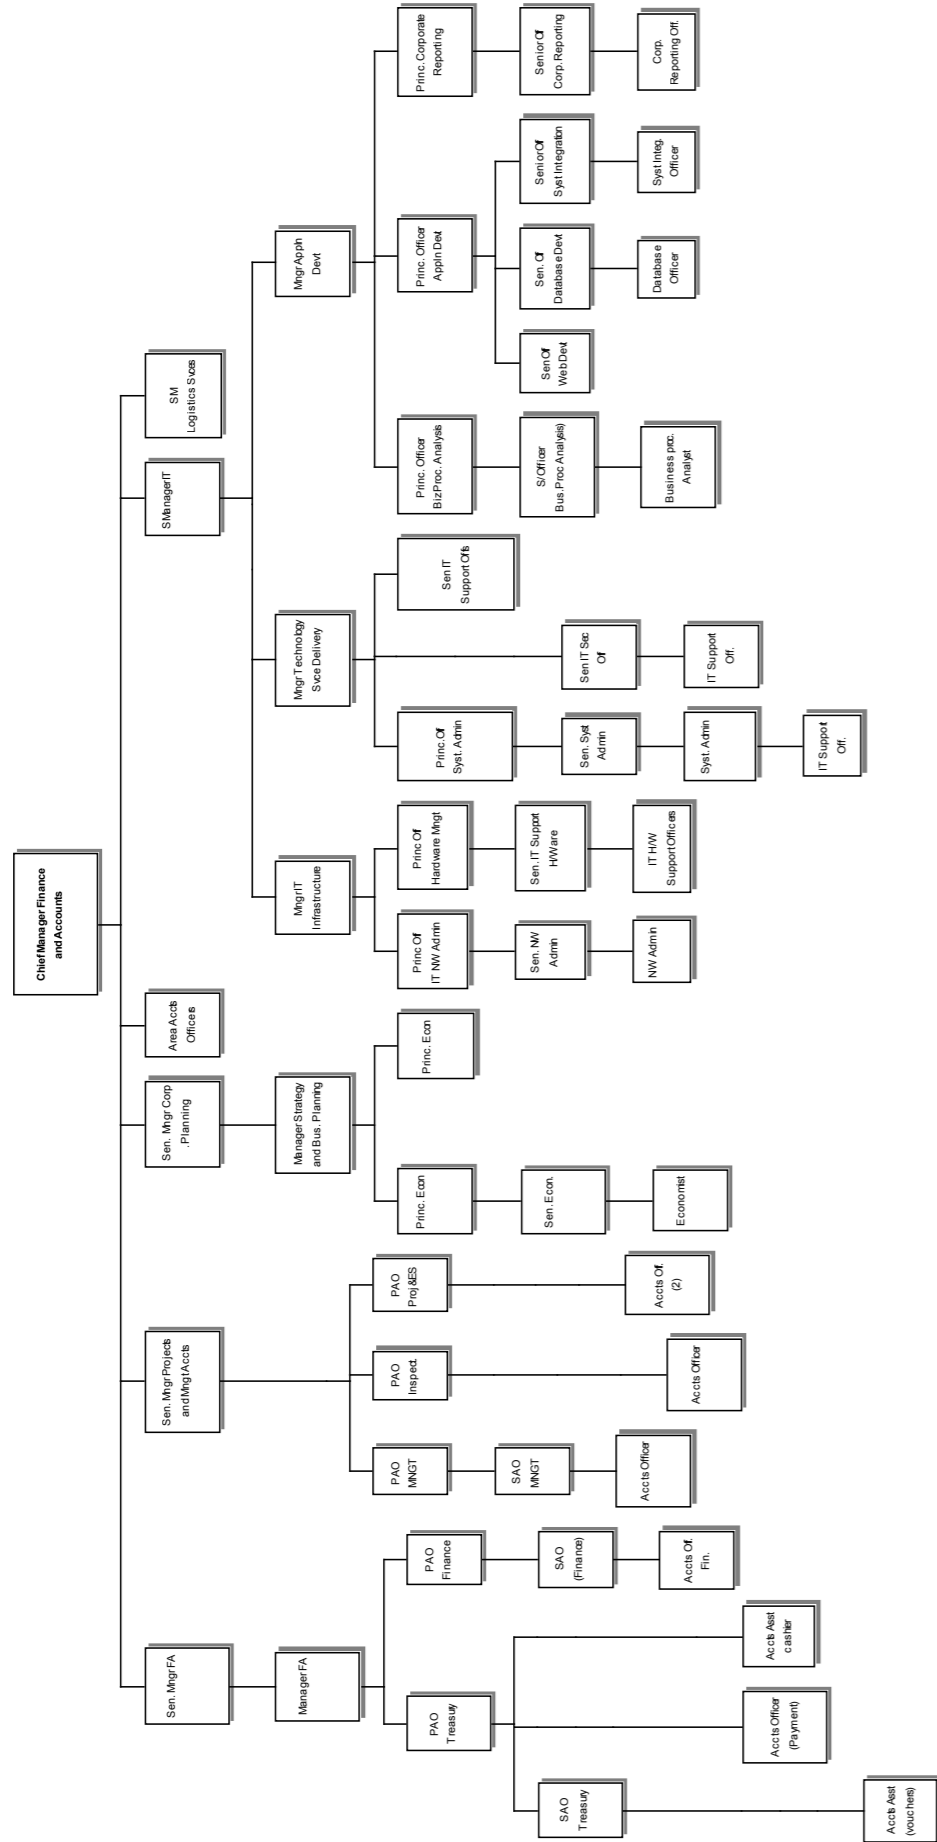 Chief Manager Finance
and Accounts
Sen. Mngr FA
Sen. Mngr Projects
and Mngt Accts
Sen. Mngr Corp
. Planning
Area Accts
Officers
SManager IT
SM
Logistics Svces
Manager FA
Manager Strategy
and Bus. Planning
Mngr IT
Infrastructure
Mngr Technology
Svce Delivery
Mngr Appln
Devt
PAO
Treasury
PAO
Finance
PAO
MNGT
PAO
Inspect.
PAO
Proj&ES
Princ. Econ
Princ. Econ
Princ Of
IT NW Admin
Princ Of
Hardware Mngt
Princ. Of
Syst. Admin
Sen IT
Support Offs
Princ. Officer
Biz Proc. Analysis
Princ. Officer
Appln Devt
Princ. Corporate
Reporting
SAO
Treasury
SAO
(Finance)
SAO
MNGT
Sen. Econ.
Sen. NW
Admin
Sen. IT Support
H/Ware
Sen. Syst
Admin
Sen IT Sec
Of
S/Officer
Bus. Proc Analysis)
Sen Of
Web Devt
Sen. Of
Database Devt
Senior Of
Syst Integration
Senior Of
Corp. Reporting
Accts Asst
(vouchers)
Accts Officer
(Payment)
Accts Asst
cashier
Accts Off.
Fin.
Accts Officer
Accts Officer
Accts Of.
(2)
Economist
NW Admin
IT H/W
Support Officers
Syst. Admin
IT Support
Off.
IT Support
Off.
Business proc.
Analyst
Database
Officer
Syst Integ.
Officer
Corp.
Reporting Off.